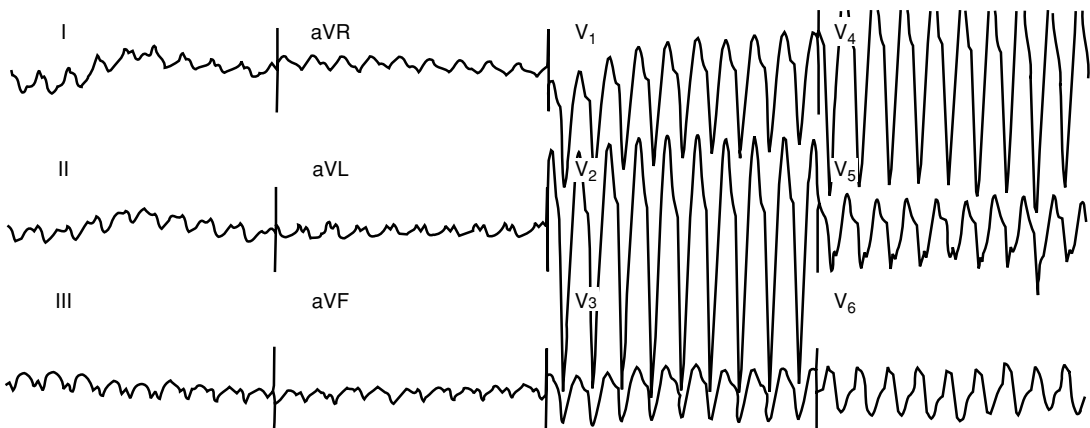 I aVR V₁ V₄
II aVL V₂ V₅
III aVF V₃ V₆